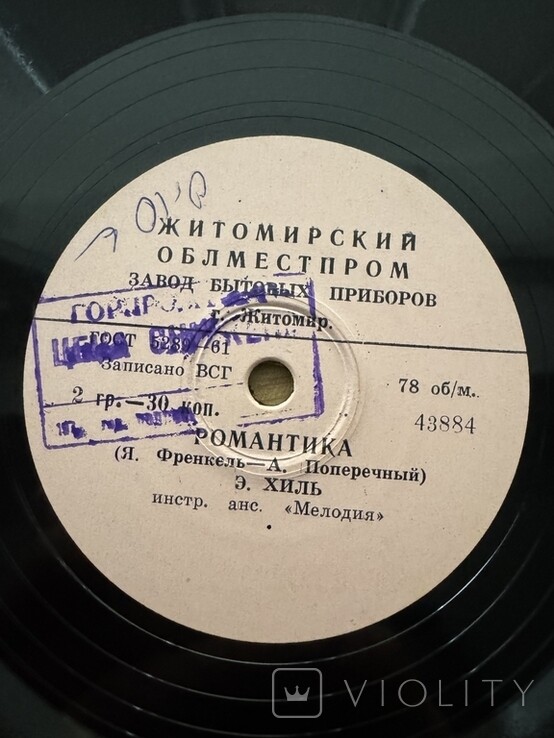 ЖИТОМИРСКИЙ
ОБЛМЕСТПРОМ
ЗАВОД БЫТОВЫХ ПРИБОРОВ
г. Житомир.
ГОСТ 5289—61
Записано ВСГ
2 гр.—30 коп.
78 об/м.
43884
РОМАНТИКА
(Я. Френкель—А. Поперечный)
Э. ХИЛЬ
инстр. анс. «Мелодия»
VIOLITY